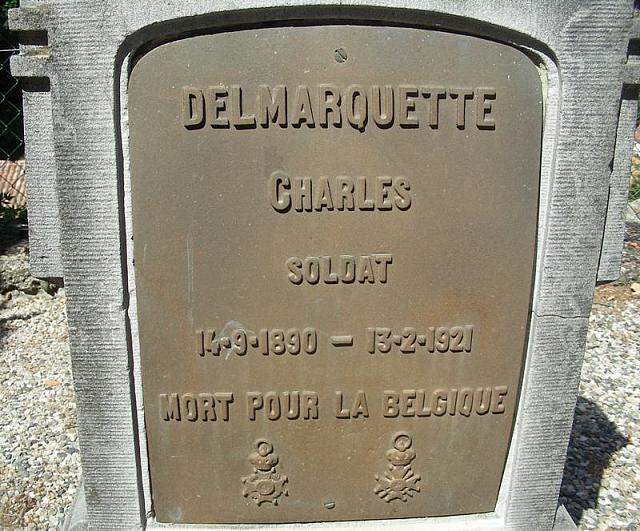 DELMARQUETTE
CHARLES
SOLDAT
14-9-1890 – 13-2-1921
MORT POUR LA BELGIQUE